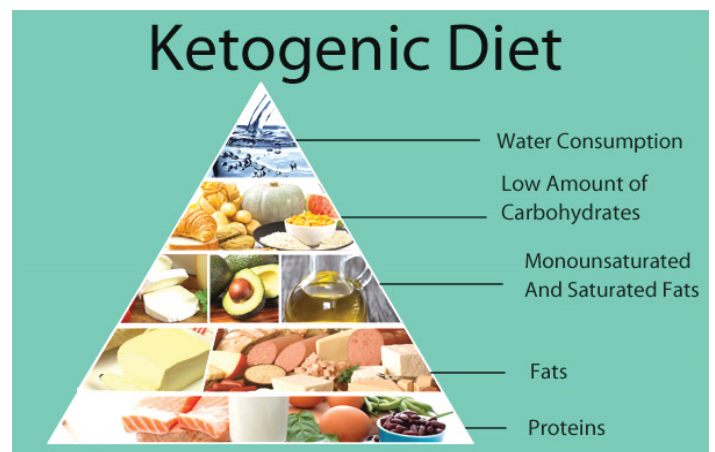 Ketogenic Diet
Water Consumption
Low Amount of
Carbohydrates
Monounsaturated
And Saturated Fats
Fats
Proteins